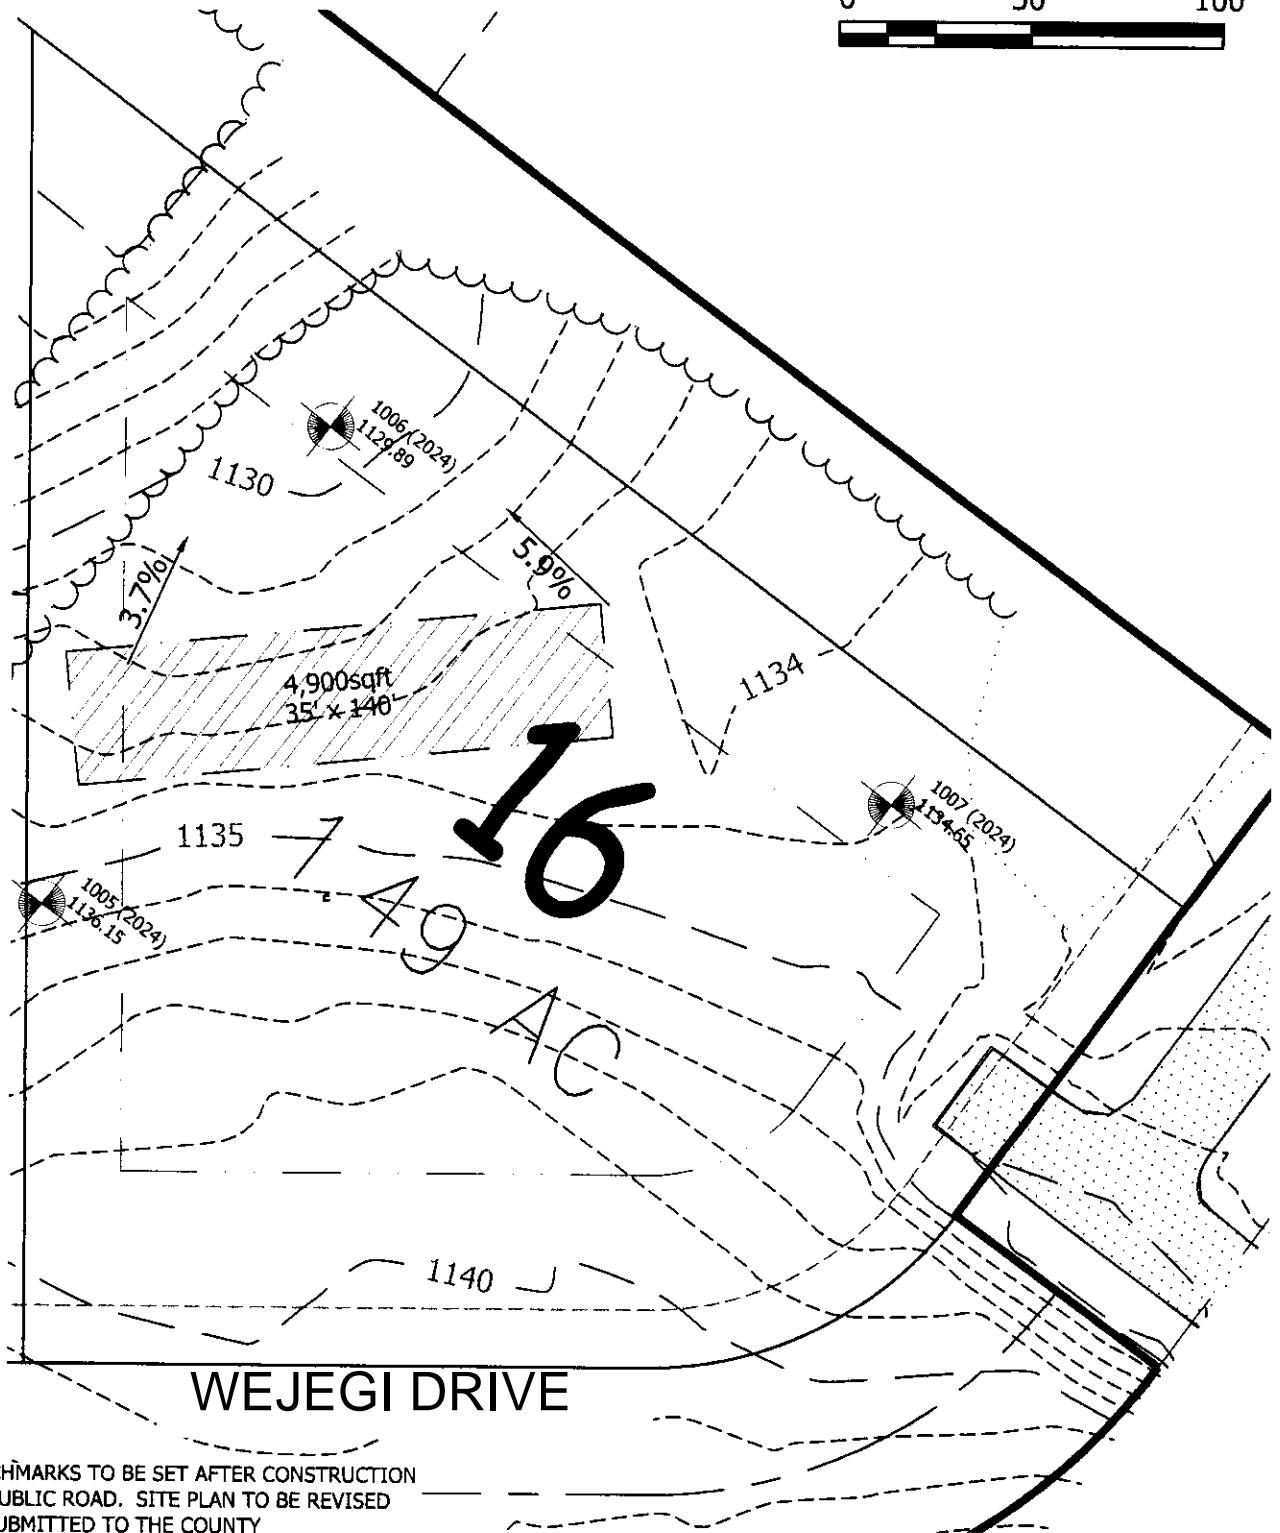 0 50 100
1006 (2024)
1129.89
1130
5.9%
3.7%
4,900sqft
35' x 140'
1134
16
1007 (2024)
1134.65
1135
7.49 AC
1005 (2024)
1136.15
1140
WEJEGI DRIVE
CHMARKS TO BE SET AFTER CONSTRUCTION
UBLIC ROAD. SITE PLAN TO BE REVISED
UBMITTED TO THE COUNTY